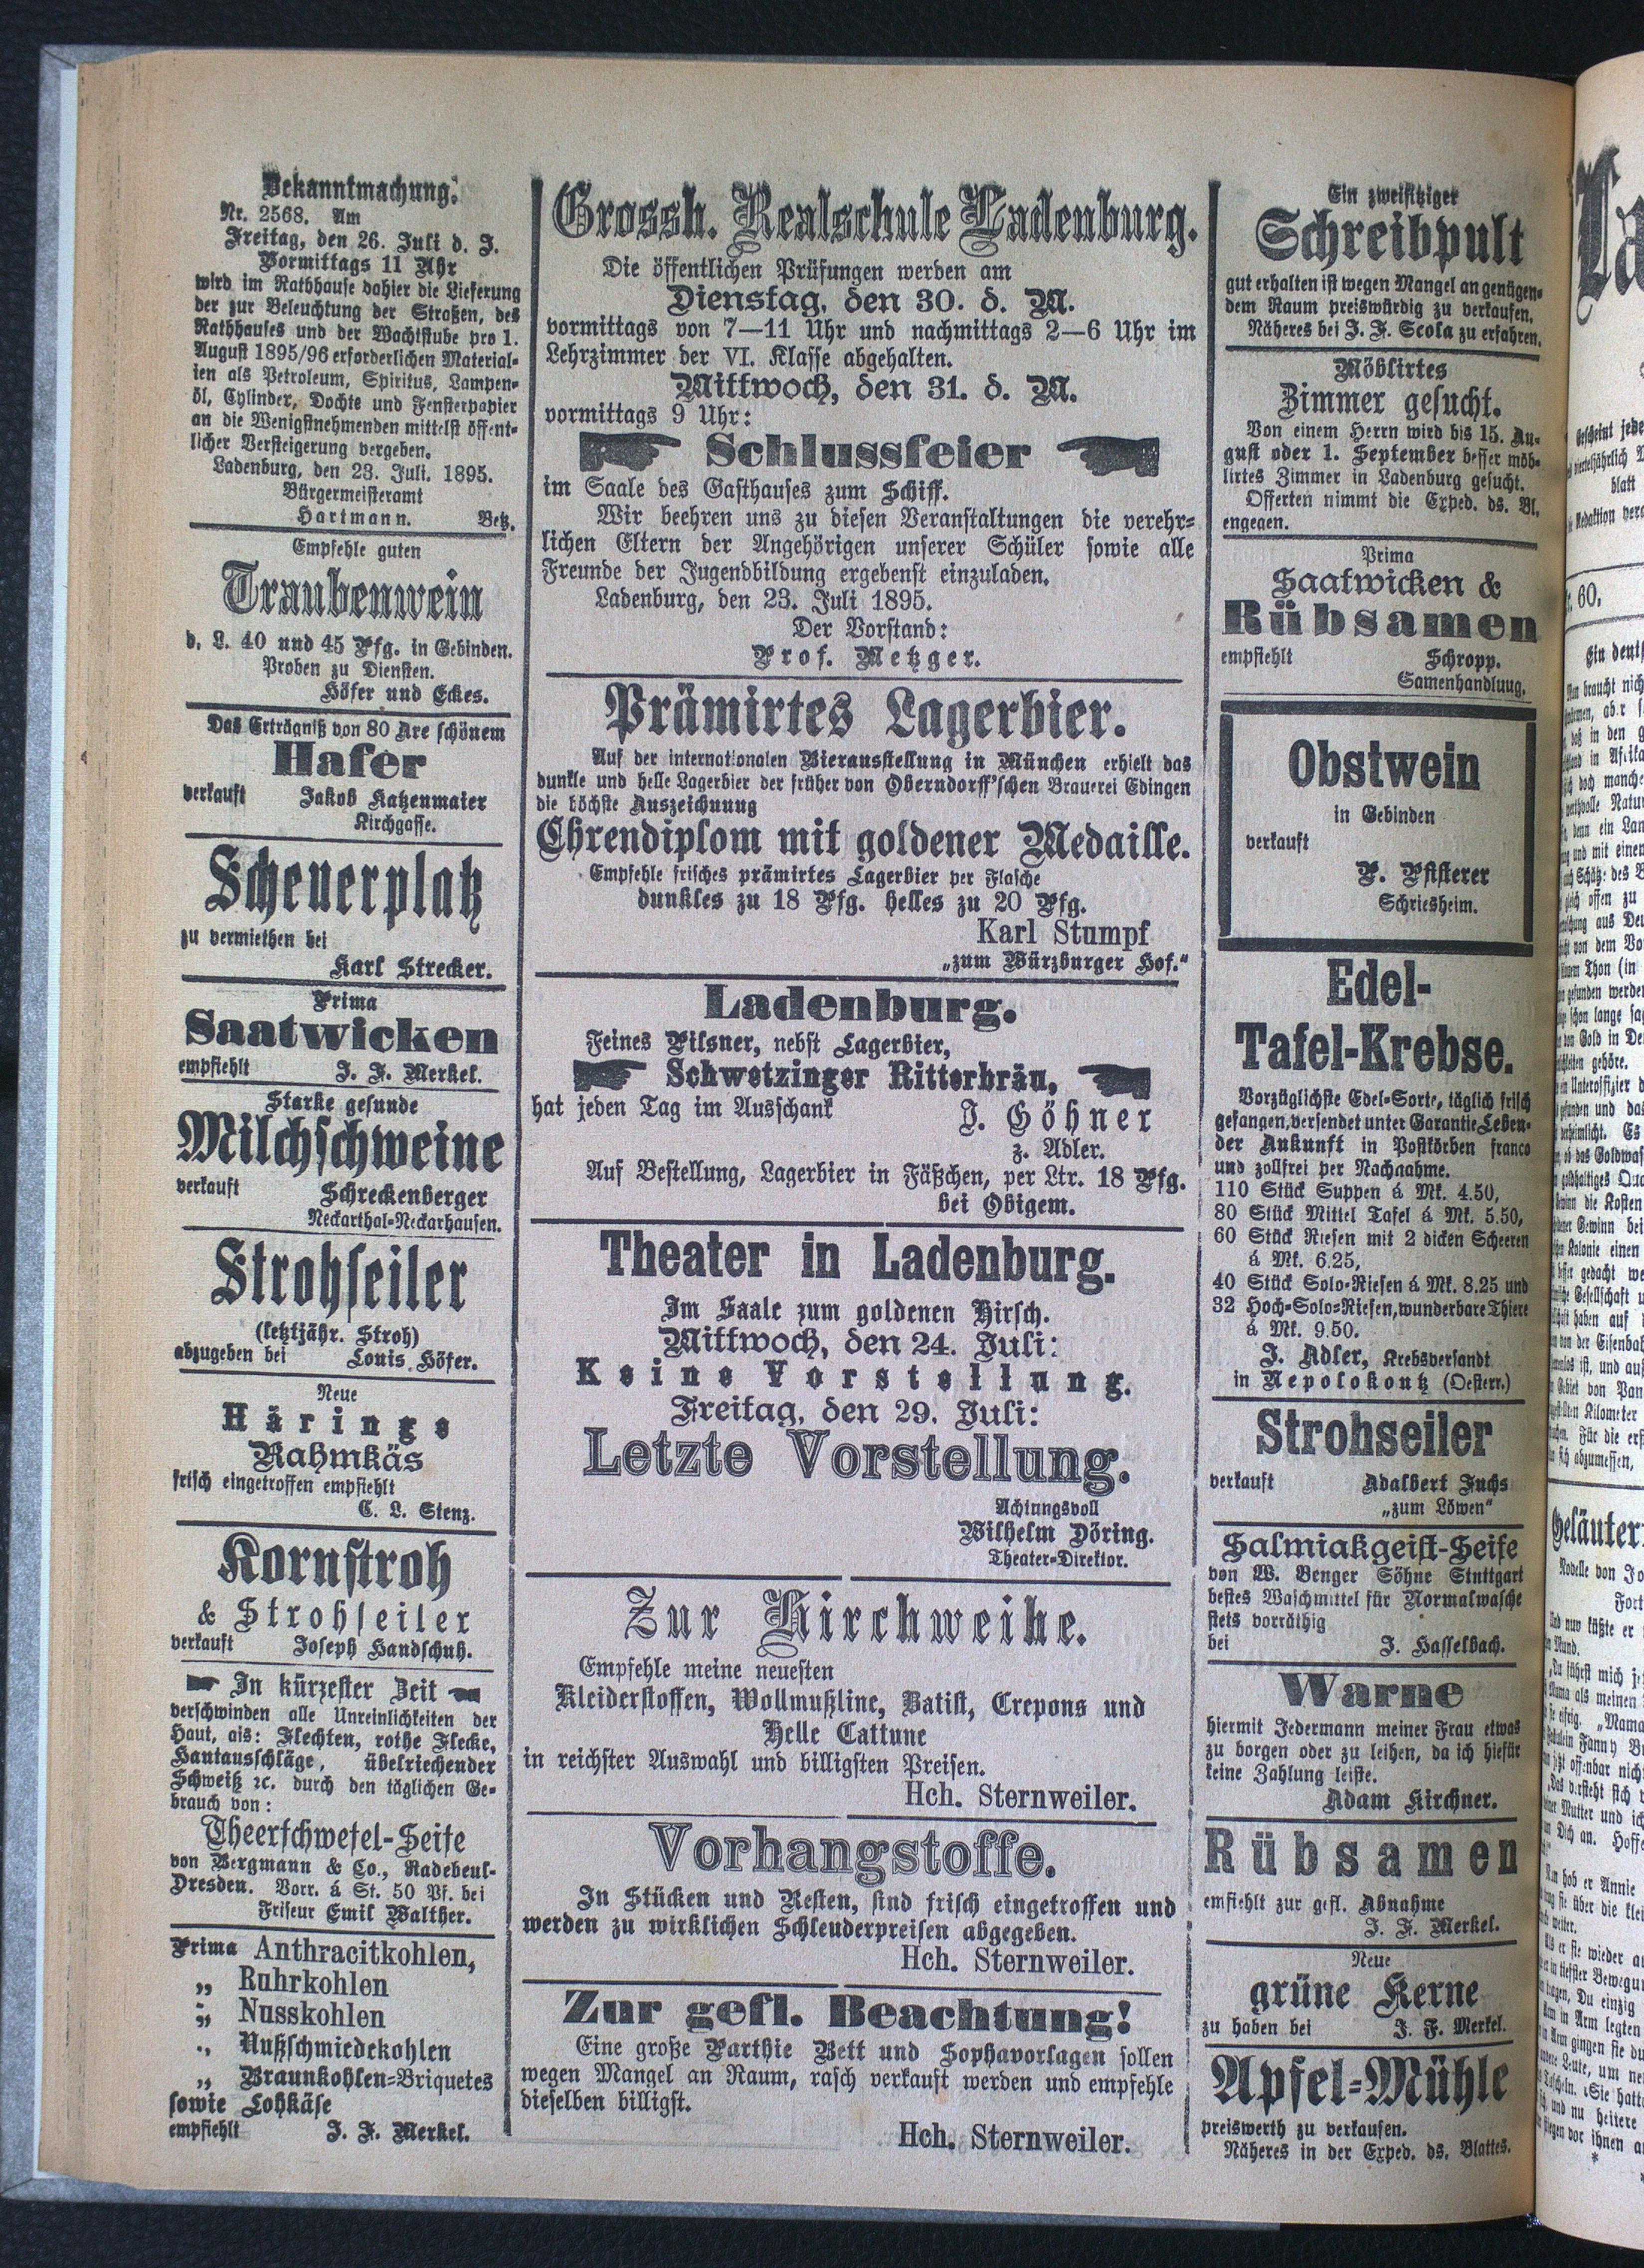 Bekanntmachung.
Nr. 2568. Am
Freitag, den 26. Juli d. J.
Vormittags 11 Uhr
wird im Rathhause dahier die Lieferung
der zur Beleuchtung der Straßen, des
Rathhauses und der Wachtstube pro 1.
August 1895/96 erforderlichen Material-
ien als Petroleum, Spiritus, Lampen-
öl, Cylinder, Dochte und Fensterpapier
an die Wenigstnehmenden mittelst öffent-
licher Versteigerung vergeben.
Ladenburg, den 23. Juli. 1895.
Bürgermeisteramt
Hartmann. Betz.
Empfehle guten
Traubenwein
d. L. 40 und 45 Pfg. in Gebinden.
Proben zu Diensten.
Höfer und Eckes.
Das Erträgniß von 80 Are schönem
Hafer
verkauft Jakob Katzenmaier
Kirchgasse.
Scheuerplatz
zu vermiethen bei
Karl Strecker.
Prima
Saatwicken
empfiehlt J. F. Merkel.
Starke gesunde
Milchschweine
verkauft Schreckenberger
Neckarthal-Neckarhausen.
Strohseiler
(letztjähr. Stroh)
abzugeben bei Louis Höfer.
Neue
Häringe
Rahmkäs
frisch eingetroffen empfiehlt
C. L. Stenz.
Kornstroh
& Strohseiler
verkauft Joseph Handschuh.
In kürzester Zeit
verschwinden alle Unreinlichkeiten der
Haut, als: Flechten, rothe Flecke,
Hautausschläge, übelriechender
Schweiß ꝛc. durch den täglichen Ge-
brauch von:
Theerschwefel-Seife
von Bergmann & Co., Radebeul-
Dresden. Vorr. á St. 50 Pf. bei
Friseur Emil Walther.
Prima Anthracitkohlen,
„ Ruhrkohlen
„ Nusskohlen
„ Nußschmiedekohlen
„ Braunkohlen-Briquetes
sowie Lohkäse
empfiehlt J. F. Merkel.
Grossh. Realschule Ladenburg.
Die öffentlichen Prüfungen werden am
Dienstag, den 30. d. M.
vormittags von 7—11 Uhr und nachmittags 2—6 Uhr im
Lehrzimmer der VI. Klasse abgehalten.
Mittwoch, den 31. d. M.
vormittags 9 Uhr:
Schlussfeier
im Saale des Gasthauses zum Schiff.
Wir beehren uns zu diesen Veranstaltungen die verehr-
lichen Eltern der Angehörigen unserer Schüler sowie alle
Freunde der Jugendbildung ergebenst einzuladen.
Ladenburg, den 23. Juli 1895.
Der Vorstand:
Prof. Metzger.
Prämirtes Lagerbier.
Auf der internationalen Bierausstellung in München erhielt das
dunkle und helle Lagerbier der früher von Oberndorff'schen Brauerei Edingen
die höchste Auszeichnung
Ehrendiplom mit goldener Medaille.
Empfehle frisches prämirtes Lagerbier per Flasche
dunkles zu 18 Pfg. helles zu 20 Pfg.
Karl Stumpf
„zum Würzburger Hof."
Ladenburg.
Feines Pilsner, nebst Lagerbier,
Schwetzinger Ritterbräu,
hat jeden Tag im Ausschank J. Göhner
z. Adler.
Auf Bestellung, Lagerbier in Fäßchen, per Ltr. 18 Pfg.
bei Obigem.
Theater in Ladenburg.
Im Saale zum goldenen Hirsch.
Mittwoch, den 24. Juli:
Keine Vorstellung.
Freitag, den 29. Juli:
Letzte Vorstellung.
Achtungsvoll
Wilhelm Döring.
Theater-Direktor.
Zur Kirchweihe.
Empfehle meine neuesten
Kleiderstoffen, Wollmußline, Batist, Crepons und
Helle Cattune
in reichster Auswahl und billigsten Preisen.
Hch. Sternweiler.
Vorhangstoffe.
In Stücken und Resten, sind frisch eingetroffen und
werden zu wirklichen Schleuderpreisen abgegeben.
Hch. Sternweiler.
Zur gefl. Beachtung!
Eine große Parthie Bett und Sophavorlagen sollen
wegen Mangel an Raum, rasch verkauft werden und empfehle
dieselben billigst.
Hch. Sternweiler.
Ein zweisitziger
Schreibpult
gut erhalten ist wegen Mangel an genügen-
dem Raum preiswürdig zu verkaufen.
Näheres bei J. F. Scola zu erfahren.
Möblirtes
Zimmer gesucht.
Von einem Herrn wird bis 15. Au-
gust oder 1. September besser möb-
lirtes Zimmer in Ladenburg gesucht.
Offerten nimmt die Exped. ds. Bl.
engegen.
Prima
Saatwicken &
Rübsamen
empfiehlt Schropp.
Samenhandluug.
Obstwein
in Gebinden
verkauft
P. Pfisterer
Schriesheim.
Edel-
Tafel-Krebse.
Vorzüglichste Edel-Sorte, täglich frisch
gefangen, versendet unter Garantie Leben-
der Ankunft in Postkörben franco
und zollfrei per Nachnahme.
110 Stück Suppen á Mk. 4.50,
80 Stück Mittel Tafel á Mk. 5.50,
60 Stück Riesen mit 2 dicken Scheeren
á Mk. 6.25,
40 Stück Solo-Riesen á Mk. 8.25 und
32 Hoch-Solo-Riesen, wunderbare Thiere
á Mk. 9.50.
J. Adler, Krebsversandt
in Nepolokoutz (Oesterr.)
Strohseiler
verkauft Adalbert Fuchs
„zum Löwen"
Salmiakgeist-Seife
von W. Benger Söhne Stuttgart
bestes Waschmittel für Normalwasche
stets vorräthig
bei J. Hasselbach.
Warne
hiermit Jedermann meiner Frau etwas
zu borgen oder zu leihen, da ich hiefür
keine Zahlung leiste.
Adam Kirchner.
Rübsamen
emfiehlt zur gefl. Abnahme
J. F. Merkel.
Neue
grüne Kerne
zu haben bei J. F. Merkel.
Apfel-Mühle
preiswerth zu verkaufen.
Näheres in der Exped. ds. Blattes.